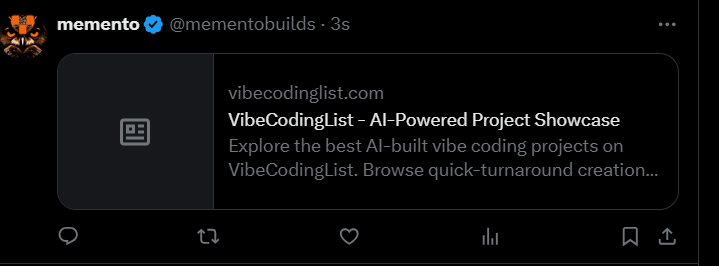 memento @mementobuilds · 3s
vibecodinglist.com
VibeCodingList - AI-Powered Project Showcase
Explore the best AI-built vibe coding projects on
VibeCodingList. Browse quick-turnaround creation...